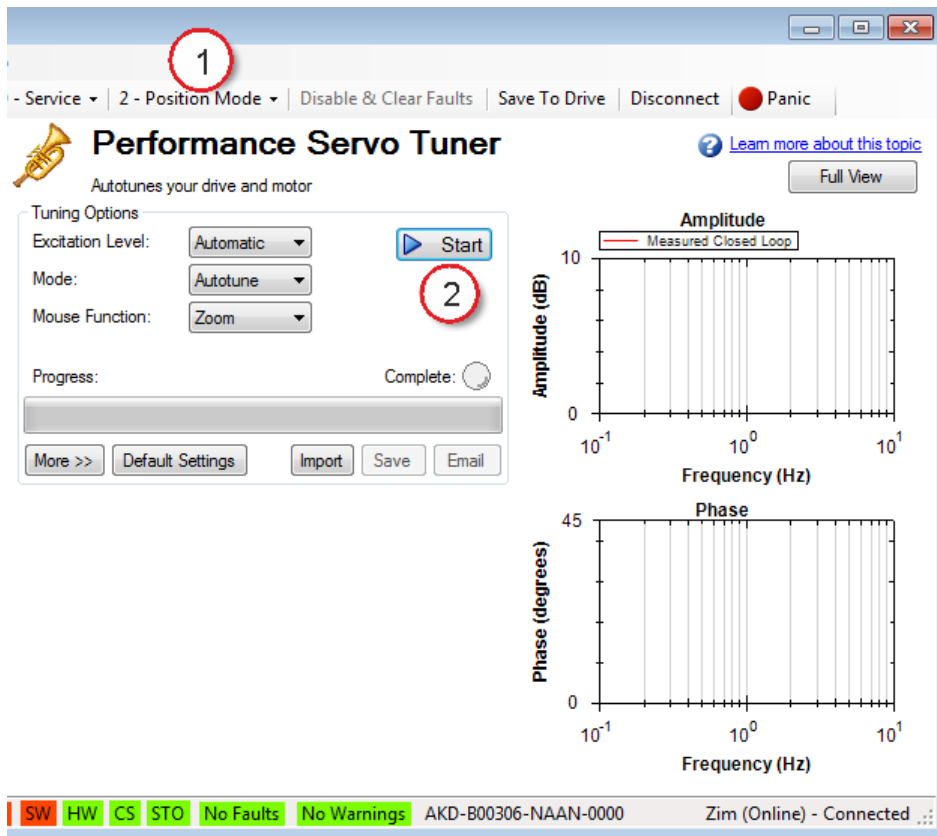 1
- Service 2 - Position Mode Disable & Clear Faults Save To Drive Disconnect Panic
Performance Servo Tuner
Autotunes your drive and motor
Learn more about this topic
Full View
Tuning Options
Excitation Level: Automatic
Start
Mode: Autotune
2
Mouse Function: Zoom
Progress: Complete:
More >> Default Settings Import Save Email
Amplitude
Measured Closed Loop
10
Amplitude (dB)
0
10⁻¹ 10⁰ 10¹
Frequency (Hz)
Phase
45
Phase (degrees)
0
10⁻¹ 10⁰ 10¹
Frequency (Hz)
SW HW CS STO No Faults No Warnings AKD-B00306-NAAN-0000 Zim (Online) - Connected